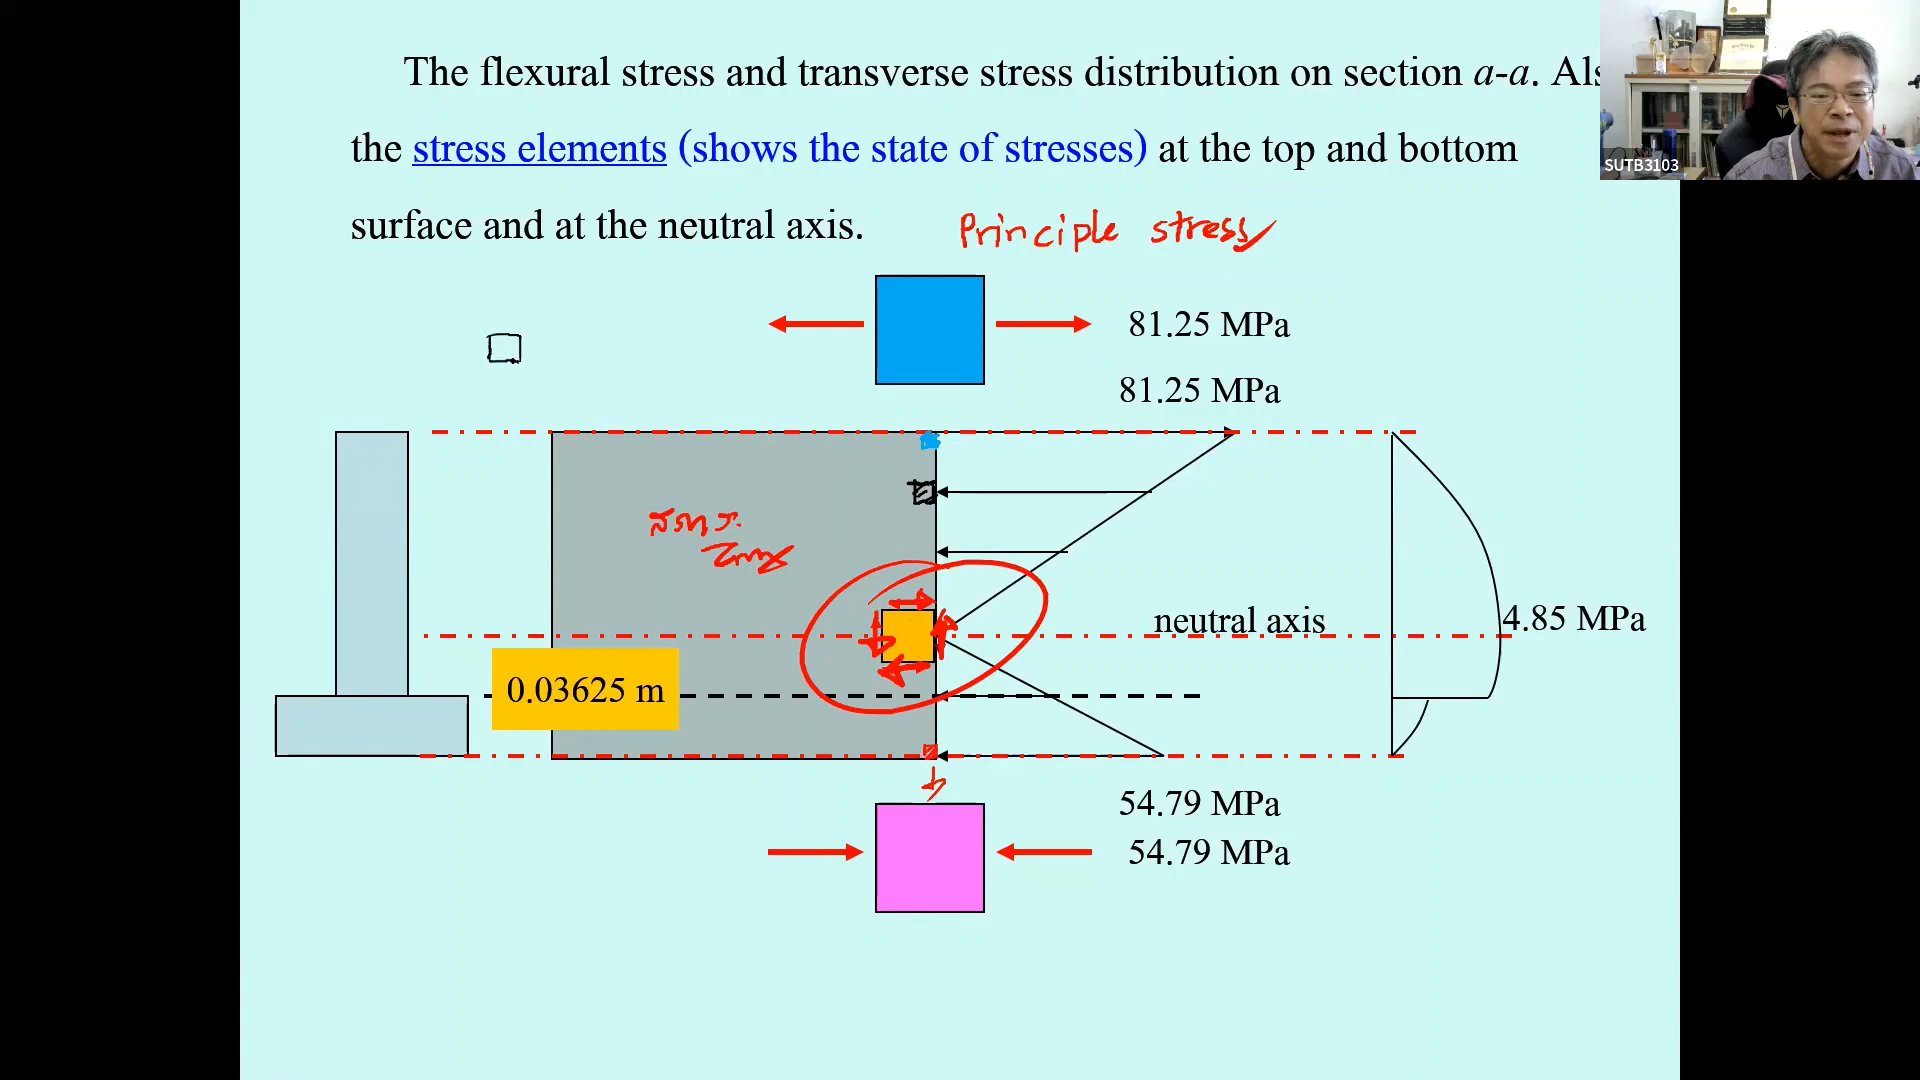 The flexural stress and transverse stress distribution on section a-a. Als
the stress elements (shows the state of stresses) at the top and bottom
surface and at the neutral axis.
Principle stress
SUTB3103
81.25 MPa
81.25 MPa
neutral axis
4.85 MPa
0.03625 m
54.79 MPa
54.79 MPa